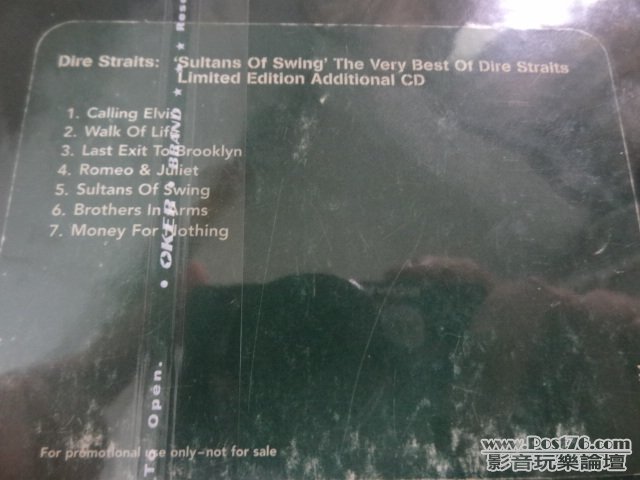 Dire Straits: 'Sultans Of Swing' The Very Best Of Dire Straits
Limited Edition Additional CD
1. Calling Elvis
2. Walk Of Life
3. Last Exit To Brooklyn
4. Romeo & Juliet
5. Sultans Of Swing
6. Brothers In Arms
7. Money For Nothing
For promotional use only–not for sale
Open. • OKER BRAND ★ ★
www.Post76.com
影音玩樂論壇